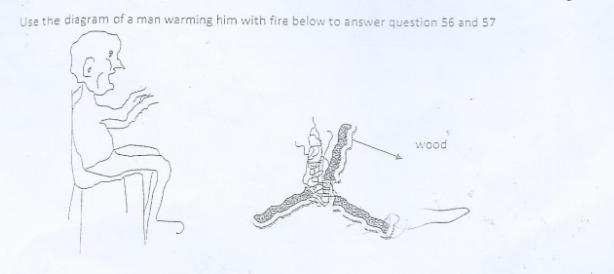 Use the diagram of a man warming him with fire below to answer question 56 and 57
wood